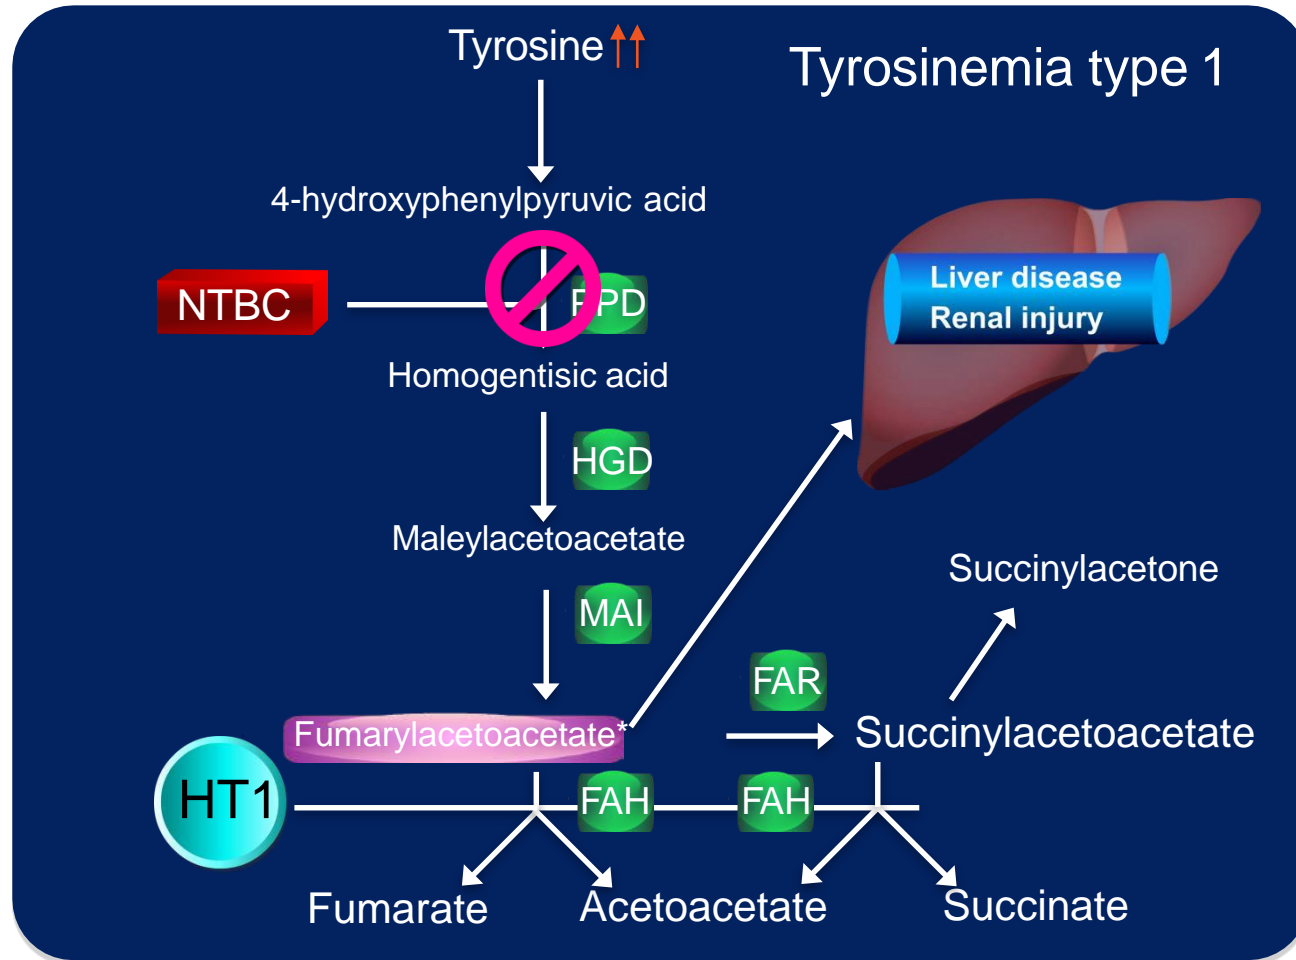 Tyrosine
Tyrosinemia type 1
4-hydroxyphenylpyruvic acid
NTBC
PPD
Liver disease
Renal injury
Homogentisic acid
HGD
Maleylacetoacetate
MAI
Succinylacetone
FAR
Fumarylacetoacetate*
Succinylacetoacetate
HT1
FAH
FAH
Fumarate
Acetoacetate
Succinate